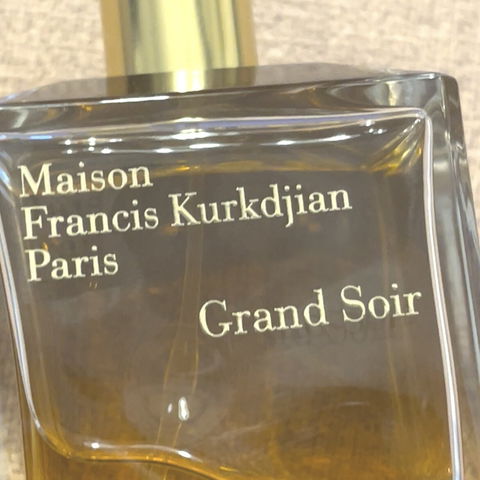 Maison
Francis Kurkdjian
Paris
Grand Soir